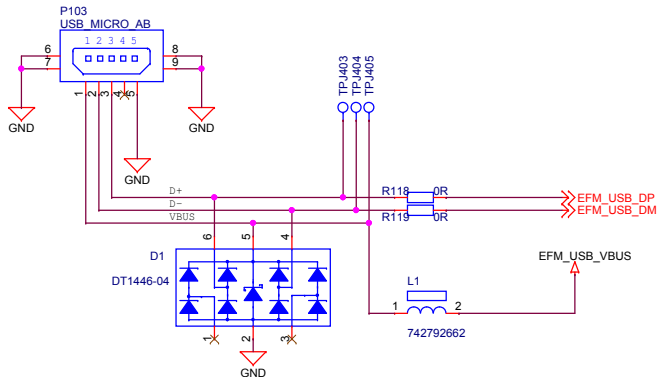 P103
USB_MICRO_AB
1 2 3 4 5
6
7
8
9
1
2
3
4
5
GND
GND
GND
TPJ403
TPJ404
TPJ405
D+
D-
VBUS
R118
0R
R119
0R
EFM_USB_DP
EFM_USB_DM
6
5
4
D1
DT1446-04
1
2
3
GND
EFM_USB_VBUS
L1
1
2
742792662